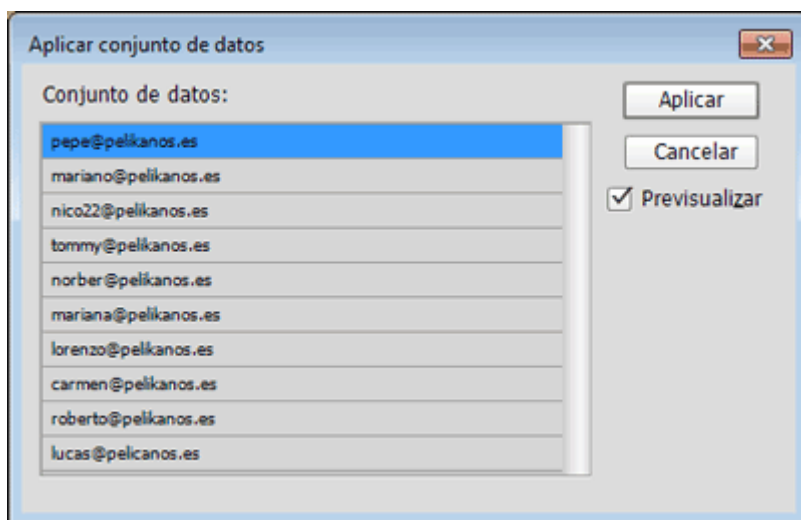 Aplicar conjunto de datos
Conjunto de datos:
Aplicar
pepe@pelikanos.es
Cancelar
mariano@pelikanos.es
Previsualizar
nico22@pelikanos.es
tommy@pelikanos.es
norber@pelikanos.es
mariana@pelikanos.es
lorenzo@pelikanos.es
carmen@pelikanos.es
roberto@pelikanos.es
lucas@pelicanos.es